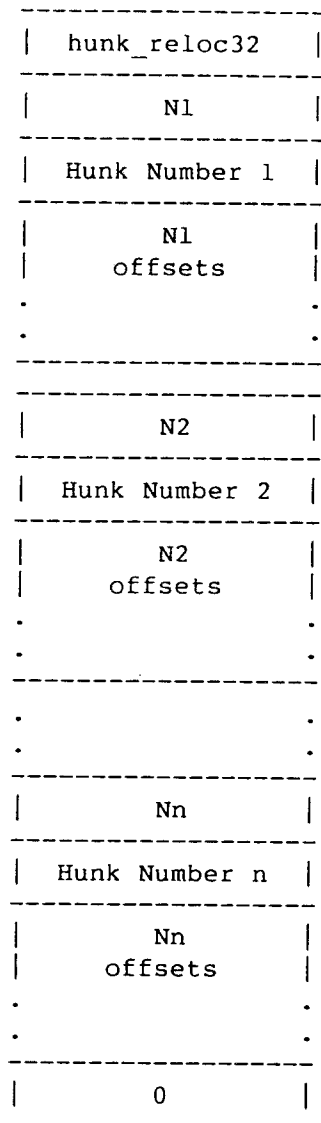 hunk_reloc32
N1
Hunk Number 1
N1
offsets
N2
Hunk Number 2
N2
offsets
Nn
Hunk Number n
Nn
offsets
0